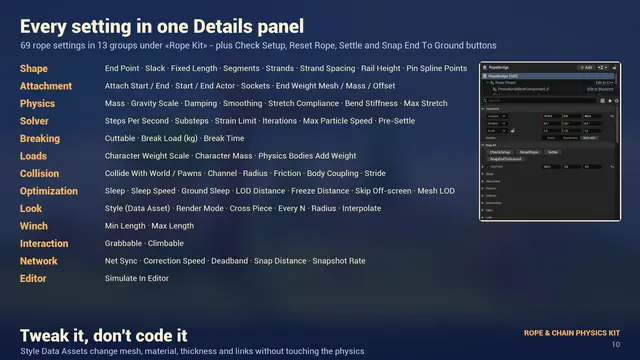 Every setting in one Details panel
69 rope settings in 13 groups under «Rope Kit» - plus Check Setup, Reset Rope, Settle and Snap End To Ground buttons
Shape End Point · Slack · Fixed Length · Segments · Strands · Strand Spacing · Rail Height · Pin Spline Points
Attachment Attach Start / End · Start / End Actor · Sockets · End Weight Mesh / Mass / Offset
Physics Mass · Gravity Scale · Damping · Smoothing · Stretch Compliance · Bend Stiffness · Max Stretch
Solver Steps Per Second · Substeps · Strain Limit · Iterations · Max Particle Speed · Pre-Settle
Breaking Cuttable · Break Load (kg) · Break Time
Loads Character Weight Scale · Character Mass · Physics Bodies Add Weight
Collision Collide With World / Pawns · Channel · Radius · Friction · Body Coupling · Stride
Optimization Sleep · Sleep Speed · Ground Sleep · LOD Distance · Freeze Distance · Skip Off-screen · Mesh LOD
Look Style (Data Asset) · Render Mode · Cross Piece · Every N · Radius · Interpolate
Winch Min Length · Max Length
Interaction Grabbable · Climbable
Network Net Sync · Correction Speed · Deadband · Snap Distance · Snapshot Rate
Editor Simulate In Editor
RopeBridge
+ Add
RopeBridge (Self)
CheckSetup ResetRope Settle
SnapEndToGround
Tweak it, don't code it
Style Data Assets change mesh, material, thickness and links without touching the physics
ROPE & CHAIN PHYSICS KIT
10